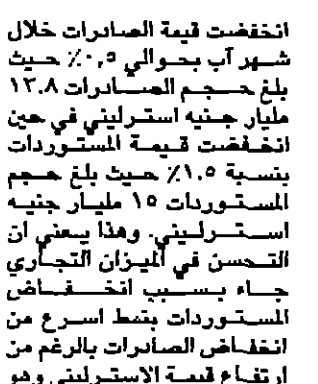 انخفضت قيمة الصادرات خلال
شهر آب بحوالي ٠,٥٪ حيث
بلغ حجم الصادرات ١٣.٨
مليار جنيه استرليني في حين
انخفضت قيمة المستوردات
بنسبة ١.٥٪ حيث بلغ حجم
المستوردات ١٥ مليار جنيه
استرليني. وهذا يعني ان
التحسن في الميزان التجاري
جاء بسبب انخفاض
المستوردات بنمط اسرع من
انخفاض الصادرات بالرغم من
ارتفاع قيمة الاسترليني وهو